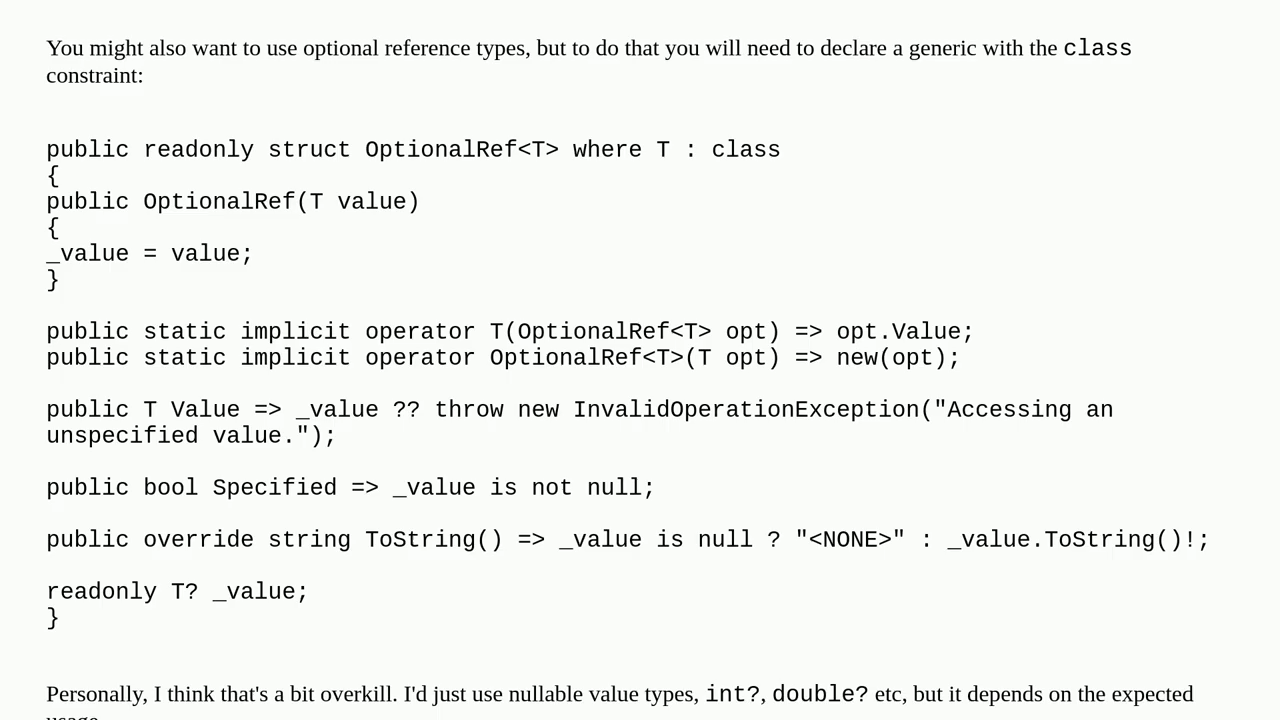 You might also want to use optional reference types, but to do that you will need to declare a generic with the class
constraint:
public readonly struct OptionalRef<T> where T : class
{
public OptionalRef(T value)
{
_value = value;
}
public static implicit operator T(OptionalRef<T> opt) => opt.Value;
public static implicit operator OptionalRef<T>(T opt) => new(opt);
public T Value => _value ?? throw new InvalidOperationException("Accessing an
unspecified value.");
public bool Specified => _value is not null;
public override string ToString() => _value is null ? "<NONE>" : _value.ToString()!;
readonly T? _value;
}
Personally, I think that's a bit overkill. I'd just use nullable value types, int?, double? etc, but it depends on the expected